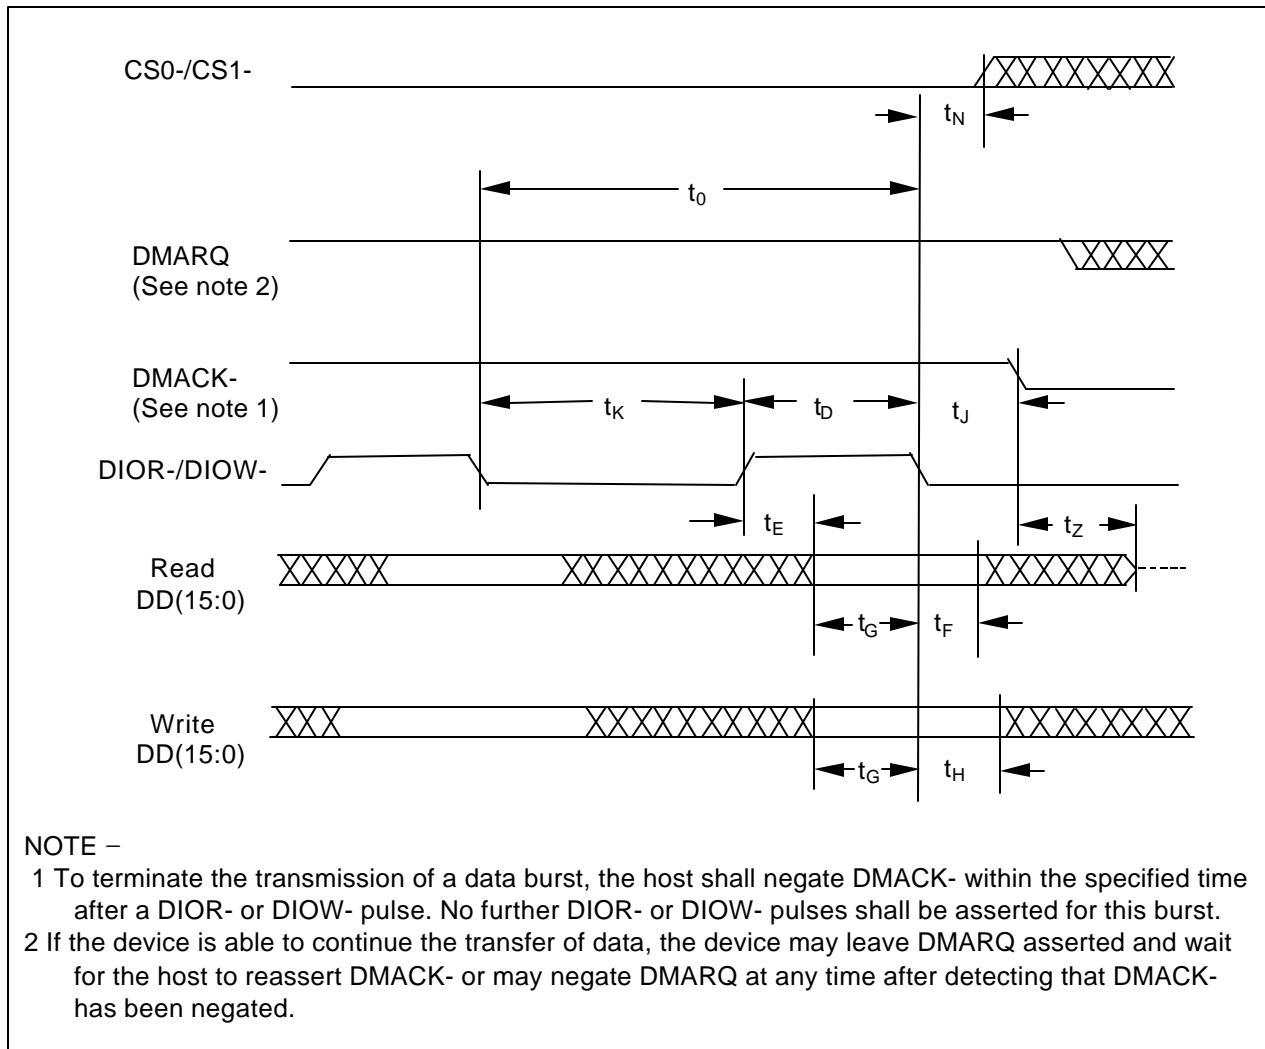 CS0-/CS1-
tN
t0
DMARQ
(See note 2)
DMACK-
(See note 1)
tK
tD
tJ
DIOR-/DIOW-
tE
tZ
Read
DD(15:0)
tG
tF
Write
DD(15:0)
tG
tH
NOTE −
1 To terminate the transmission of a data burst, the host shall negate DMACK- within the specified time
after a DIOR- or DIOW- pulse. No further DIOR- or DIOW- pulses shall be asserted for this burst.
2 If the device is able to continue the transfer of data, the device may leave DMARQ asserted and wait
for the host to reassert DMACK- or may negate DMARQ at any time after detecting that DMACK-
has been negated.